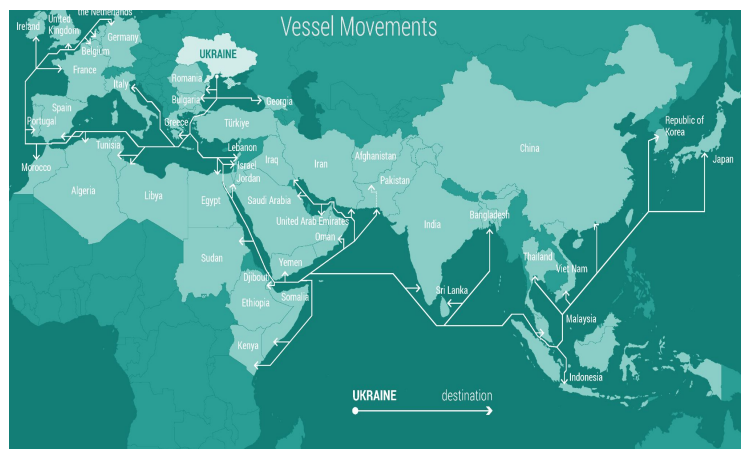 Vessel Movements
the Netherlands
Ireland
United
Kingdoin
Belgium
Germany
France
UKRAINE
Romania
Bulgaria
Georgia
Italy
Spain
Portugal
Greece
Türkiye
Tunisia
Morocco
Algeria
Libya
Egypt
Lebanon
Israel
Jordan
Iraq
Iran
Afghanistan
Pakistan
Saudi Arabia
United Arab Emirates
Oman
Yemen
Sudan
Djibouti
Ethiopia
Somalia
Kenya
India
Bangladesh
Sri Lanka
China
Thailand
Viet Nam
Malaysia
Indonesia
Republic of
Korea
Japan
UKRAINE
destination